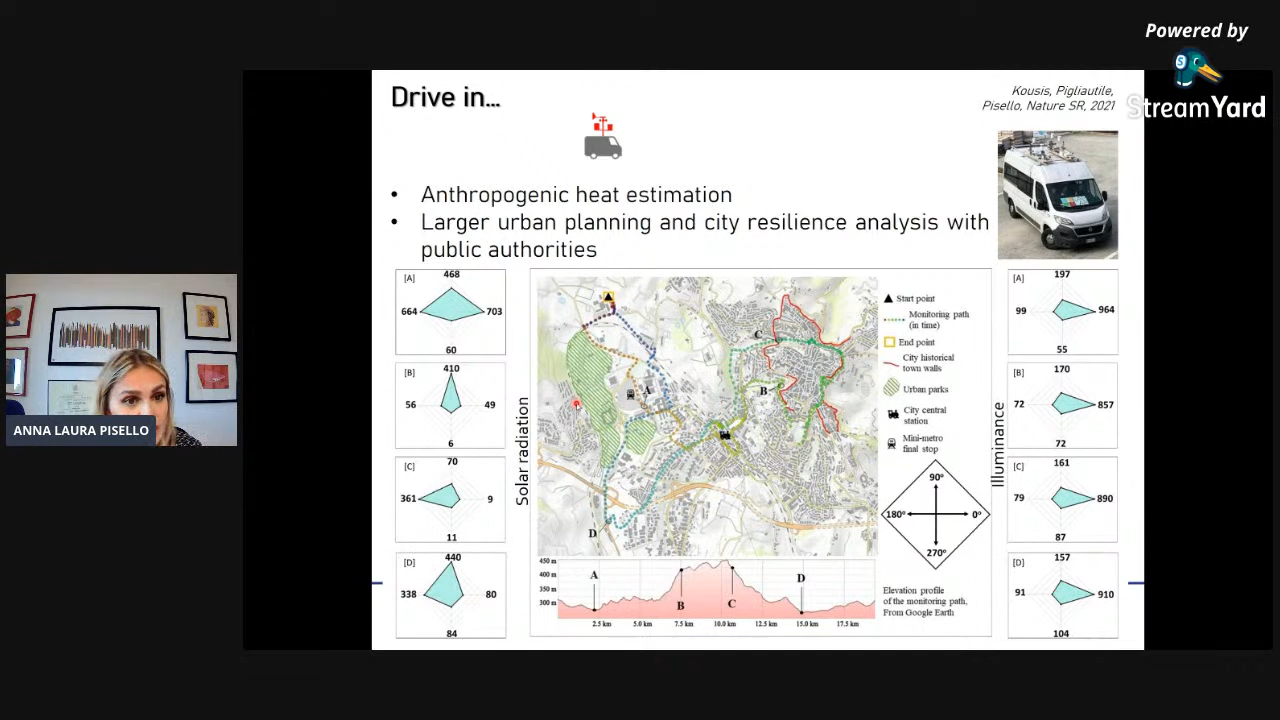 Powered by
StreamYard
Drive in...
Kousis, Pigliautile,
Pisello, Nature SR, 2021
• Anthropogenic heat estimation
• Larger urban planning and city resilience analysis with
public authorities
ANNA LAURA PISELLO
[A]
468
664
703
60
[B]
410
56
49
6
[C]
70
361
9
11
[D]
440
338
80
84
Solar radiation
A
B
C
D
Start point
Monitoring path
(in time)
End point
City historical
town walls
Urban parks
City central
station
Mini-metro
final stop
90°
180°
0°
270°
450 m
400 m
350 m
300 m
A
B
C
D
2.5 km
5.0 km
7.5 km
10.0 km
12.5 km
15.0 km
17.5 km
Elevation profile
of the monitoring path,
From Google Earth
Illuminance
[A]
197
99
964
55
[B]
170
72
857
72
[C]
161
79
890
87
[D]
157
91
910
104